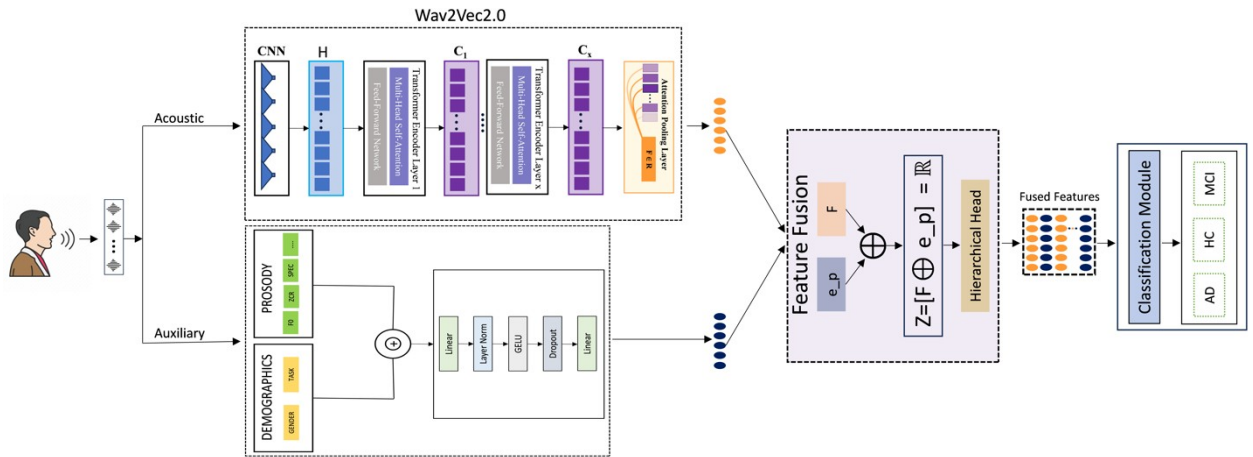 Wav2Vec2.0
CNN
H
C1
Cx
Feed-Forward Network
Multi-Head Self-Attention
Transformer Encoder Layer 1
Feed-Forward Network
Multi-Head Self-Attention
Transformer Encoder Layer x
F ∈ R
Attention Pooling Layer
Acoustic
Auxiliary
PROSODY
F0
ZCR
SPEC
....
DEMOGRAPHICS
GENDER
TASK
Linear
Layer Norm
GELU
Dropout
Linear
Feature Fusion
F
e_p
Z=[F ⊕ e_p] = ℝ
Hierarchical Head
Fused Features
Classification Module
MCI
HC
AD